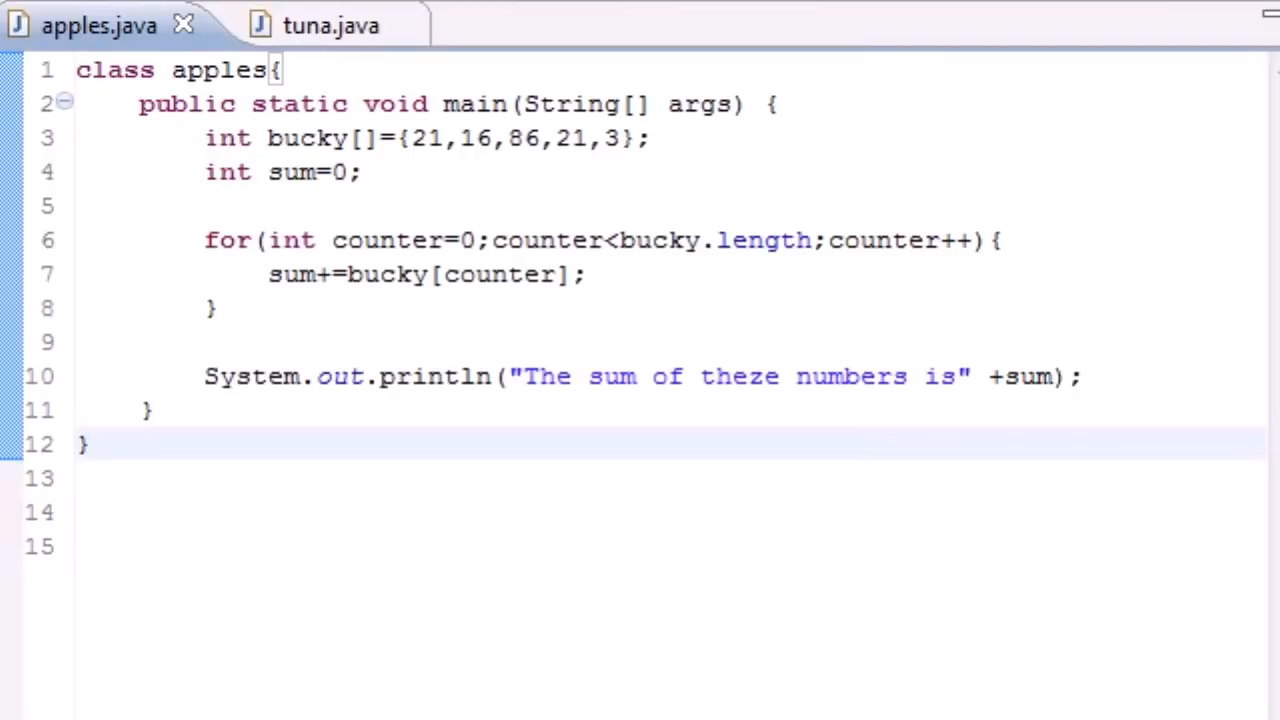 apples.java tuna.java
1 class apples{
2 public static void main(String[] args) {
3 int bucky[]={21,16,86,21,3};
4 int sum=0;
5
6 for(int counter=0;counter<bucky.length;counter++){
7 sum+=bucky[counter];
8 }
9
10 System.out.println("The sum of theze numbers is" +sum);
11 }
12 }
13
14
15